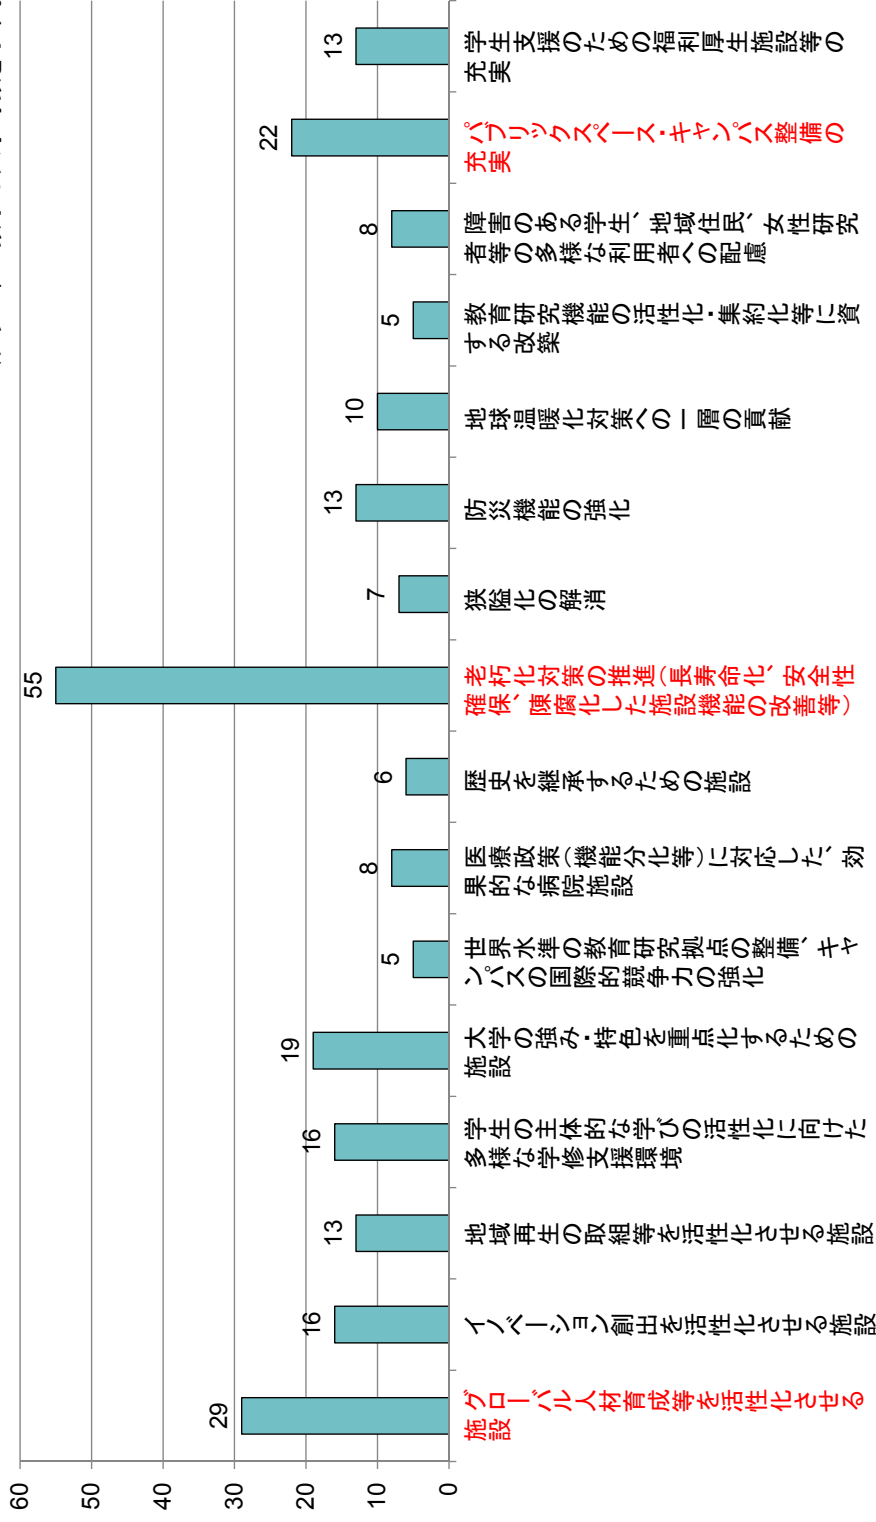 60
50
40
30
20
10
0
29
16
13
16
19
5
8
6
55
7
13
10
5
8
22
13
グローバル人材育成等を活性化させる
施設
イノベーション創出を活性化させる施設
地域再生の取組等を活性化させる施設
学生の主体的な学びの活性化に向けた
多様な学修支援環境
大学の強み・特色を重点化するための
施設
世界水準の教育研究拠点の整備、キャ
ンパスの国際的競争力の強化
医療政策(機能分化等)に対応した、効
果的な病院施設
歴史を継承するための施設
老朽化対策の推進(長寿命化、安全性
確保、陳腐化した施設機能の改善等)
狭隘化の解消
防災機能の強化
地球温暖化対策への一層の貢献
教育研究機能の活性化・集約化等に資
する改築
障害のある学生、地域住民、女性研究
者等の多様な利用者への配慮
パブリックスペース・キャンパス整備の
充実
学生支援のための福利厚生施設等の
充実